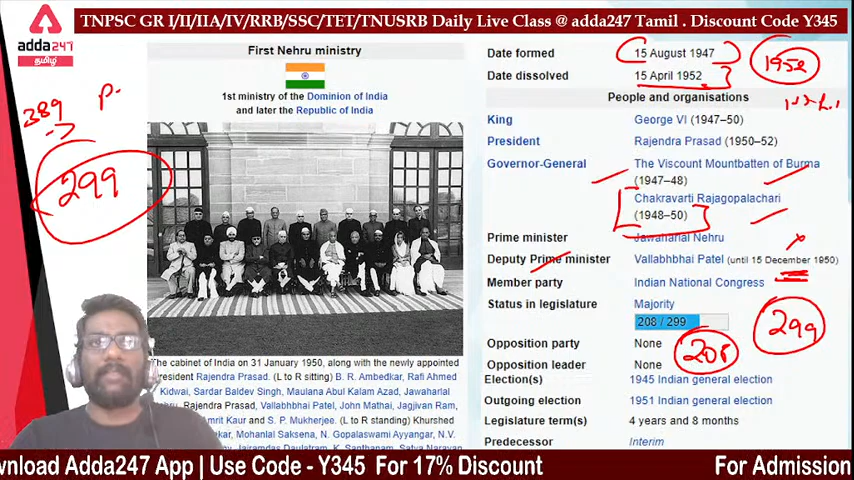 TNPSC GR I/II/IIA/IV/RRB/SSC/TET/TNUSRB Daily Live Class @ adda247 Tamil . Discount Code Y345
adda247
தமிழ்
389
299
First Nehru ministry
1st ministry of the Dominion of India
and later the Republic of India
The cabinet of India on 31 January 1950, along with the newly appointed
President Rajendra Prasad. (L to R sitting) B. R. Ambedkar, Rafi Ahmed
Kidwai, Sardar Baldev Singh, Maulana Abul Kalam Azad, Jawaharlal
Rajendra Prasad, Vallabhbhai Patel, John Mathai, Jagjivan Ram,
Amrit Kaur and S. P. Mukherjee. (L to R standing) Khurshed
Mohanlal Saksena, N. Gopalaswami Ayyangar, N.V.
Jairamdas Daulatram, K. Santhanam, Satya Narayan
Date formed 15 August 1947
Date dissolved 15 April 1952
1952
People and organisations
King George VI (1947–50)
President Rajendra Prasad (1950–52)
Governor-General The Viscount Mountbatten of Burma
(1947–48)
Chakravarti Rajagopalachari
(1948–50)
Prime minister Jawaharlal Nehru
Deputy Prime minister Vallabhbhai Patel (until 15 December 1950)
Member party Indian National Congress
Status in legislature Majority
208 / 299
299
Opposition party None
208
Opposition leader None
Election(s) 1945 Indian general election
Outgoing election 1951 Indian general election
Legislature term(s) 4 years and 8 months
Predecessor Interim
wnload Adda247 App | Use Code - Y345 For 17% Discount For Admission